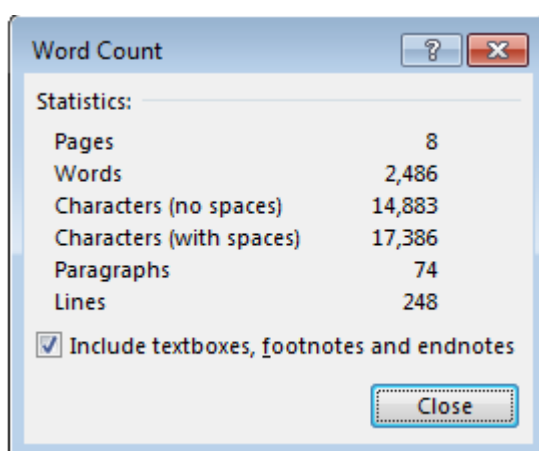 Word Count
Statistics:
Pages 8
Words 2,486
Characters (no spaces) 14,883
Characters (with spaces) 17,386
Paragraphs 74
Lines 248
Include textboxes, footnotes and endnotes
Close